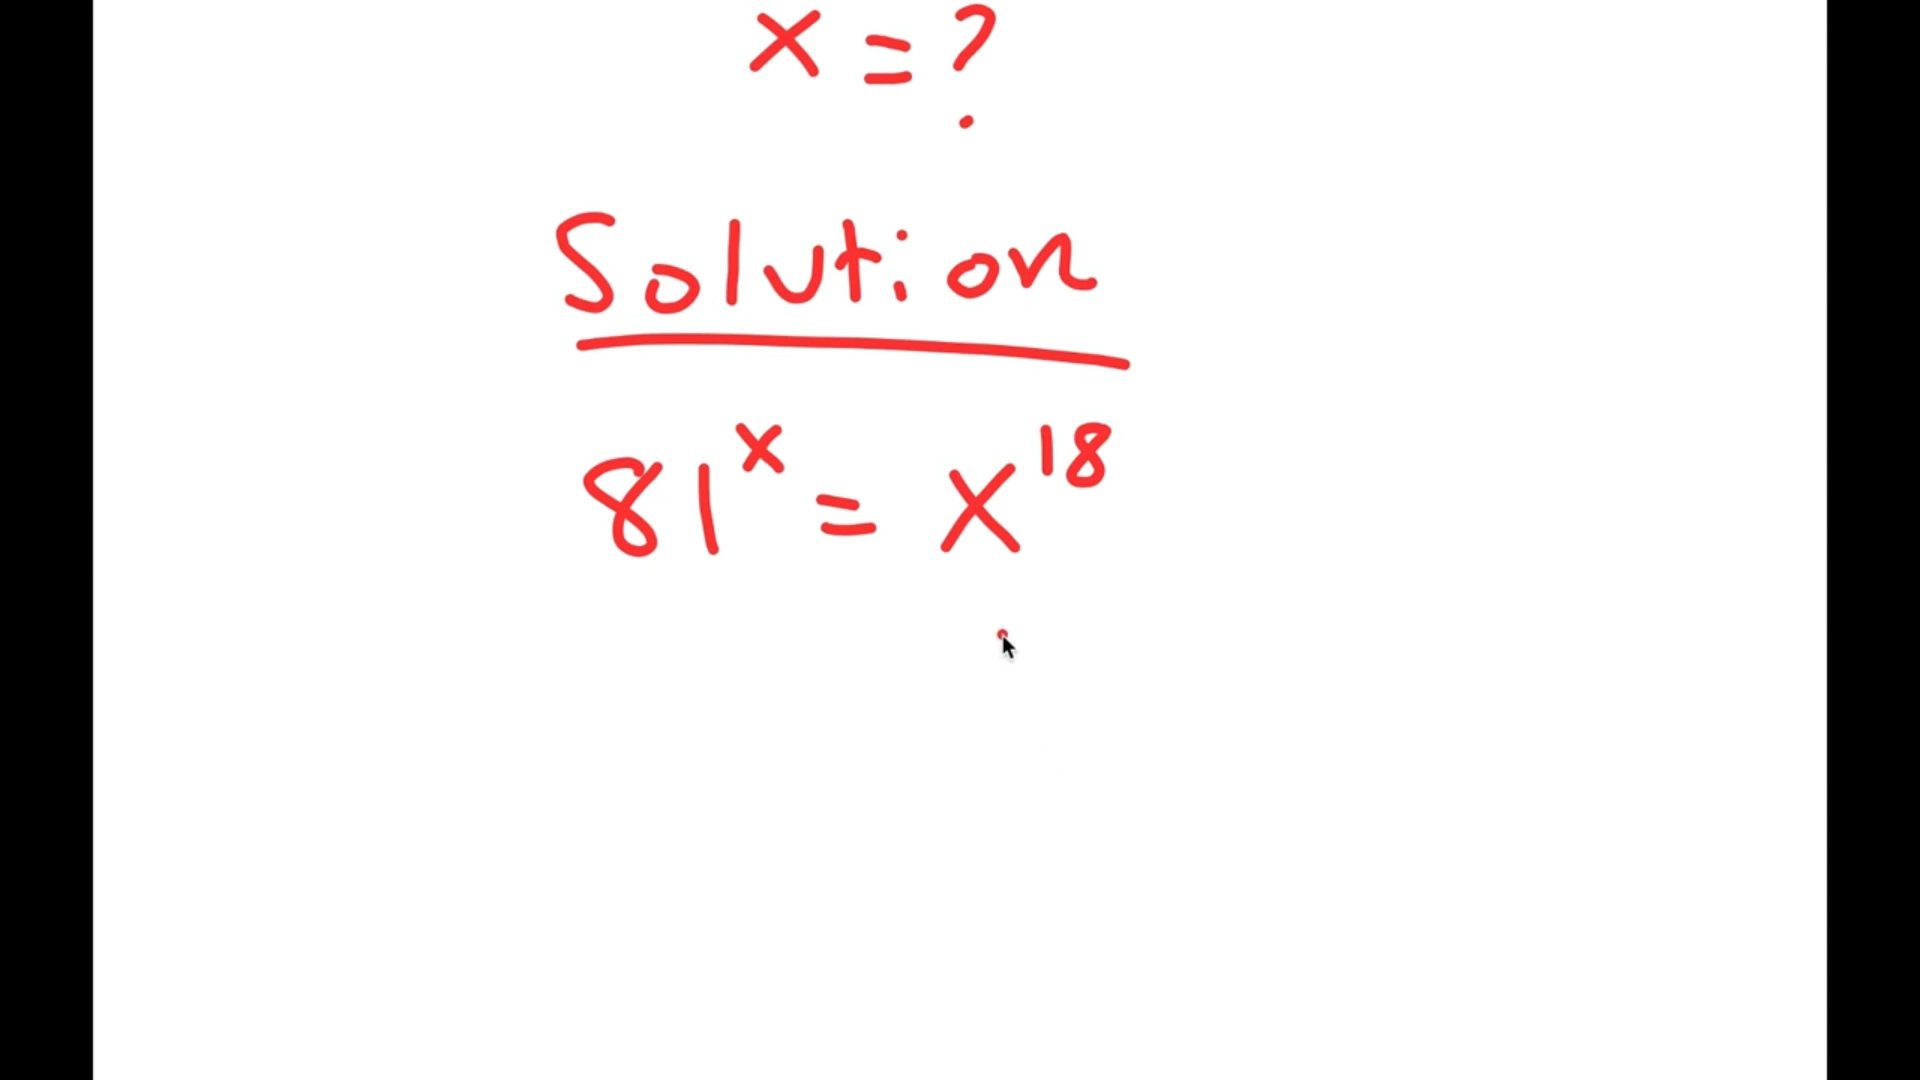 x = ?
Solution
81^x = x^18